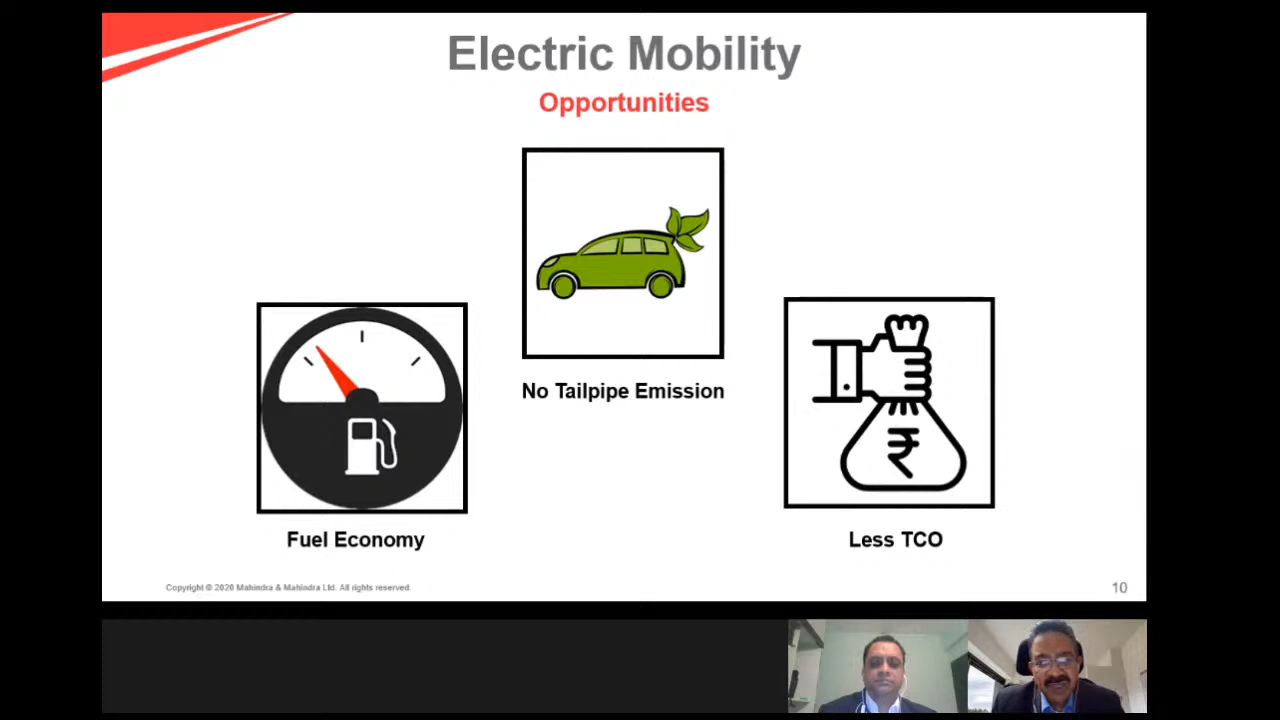 Electric Mobility
Opportunities
No Tailpipe Emission
₹
Fuel Economy
Less TCO
Copyright © 2020 Mahindra & Mahindra Ltd. All rights reserved.
10